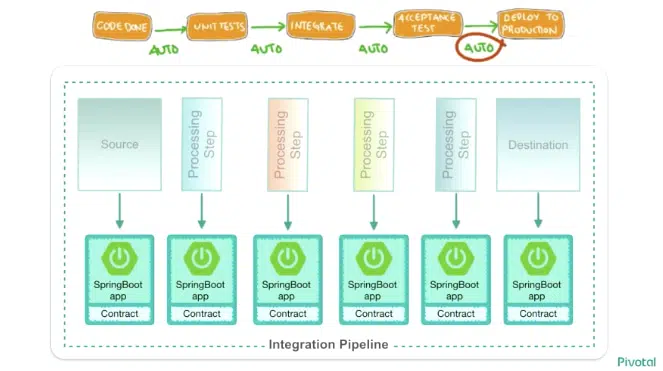 CODE DONE
UNIT TESTS
INTEGRATE
ACCEPTANCE
TEST
DEPLOY TO
PRODUCTION
AUTO
AUTO
AUTO
AUTO
Source
Processing
Step
Processing
Step
Processing
Step
Processing
Step
Destination
SpringBoot
app
Contract
SpringBoot
app
Contract
SpringBoot
app
Contract
SpringBoot
app
Contract
SpringBoot
app
Contract
SpringBoot
app
Contract
Integration Pipeline
Pivotal